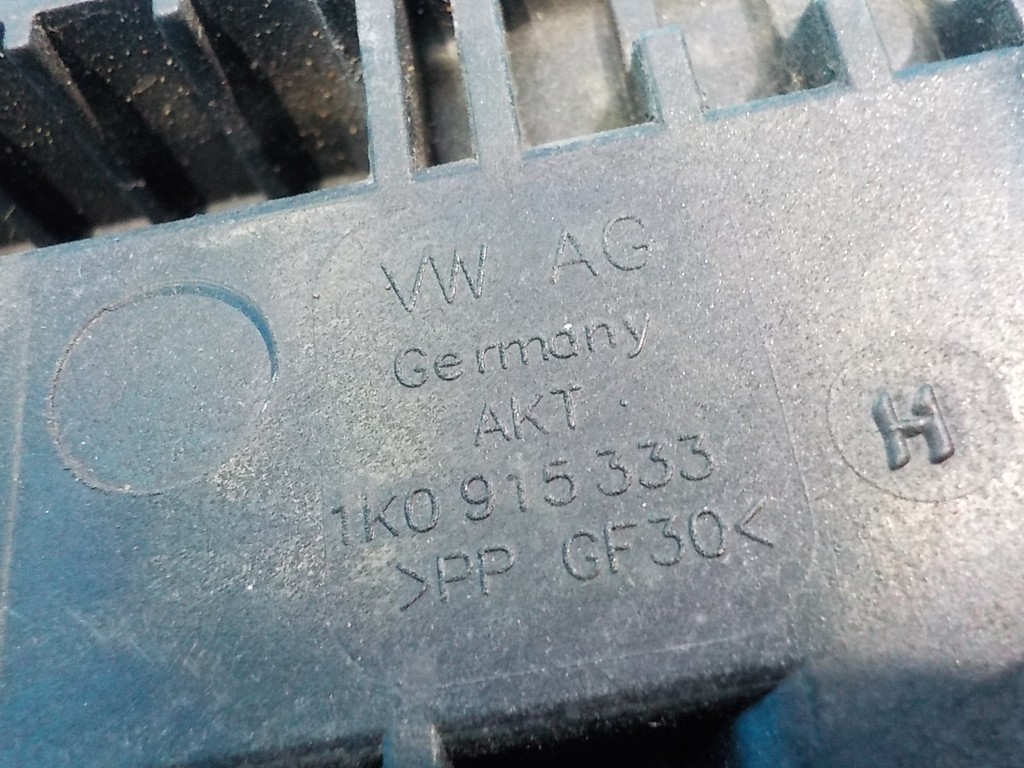 VW AG
Germany
AKT.
1K0 915 333
>PP GF30<
H